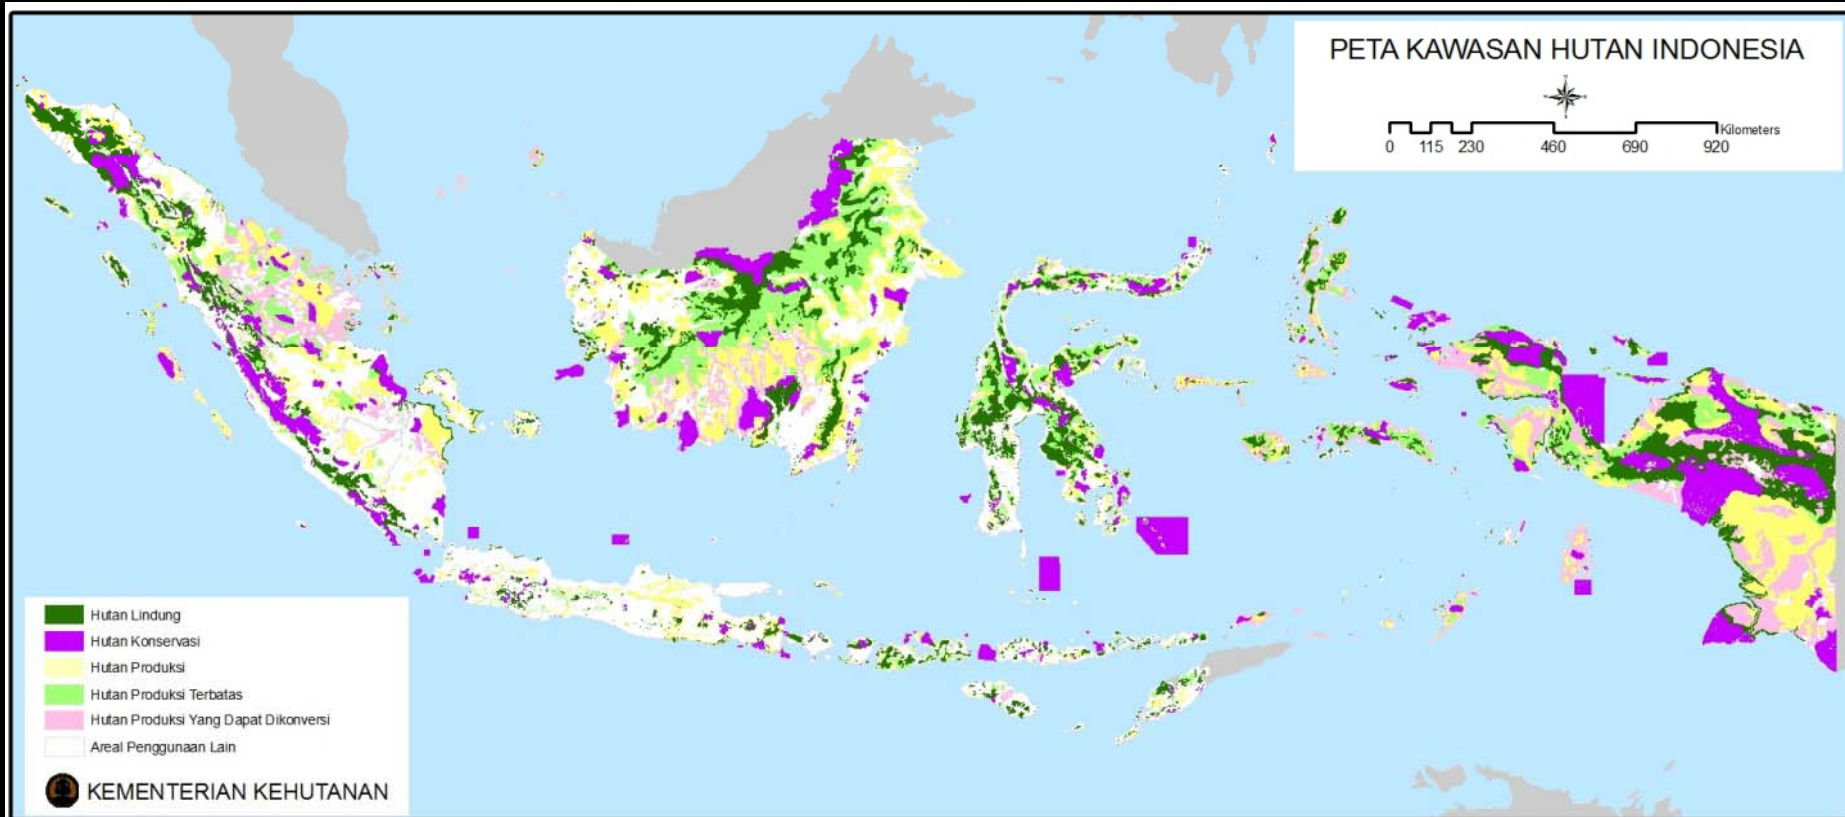 PETA KAWASAN HUTAN INDONESIA
Kilometers
0 115 230 460 690 920
Hutan Lindung
Hutan Konservasi
Hutan Produksi
Hutan Produksi Terbatas
Hutan Produksi Yang Dapat Dikonversi
Areal Penggunaan Lain
KEMENTERIAN KEHUTANAN